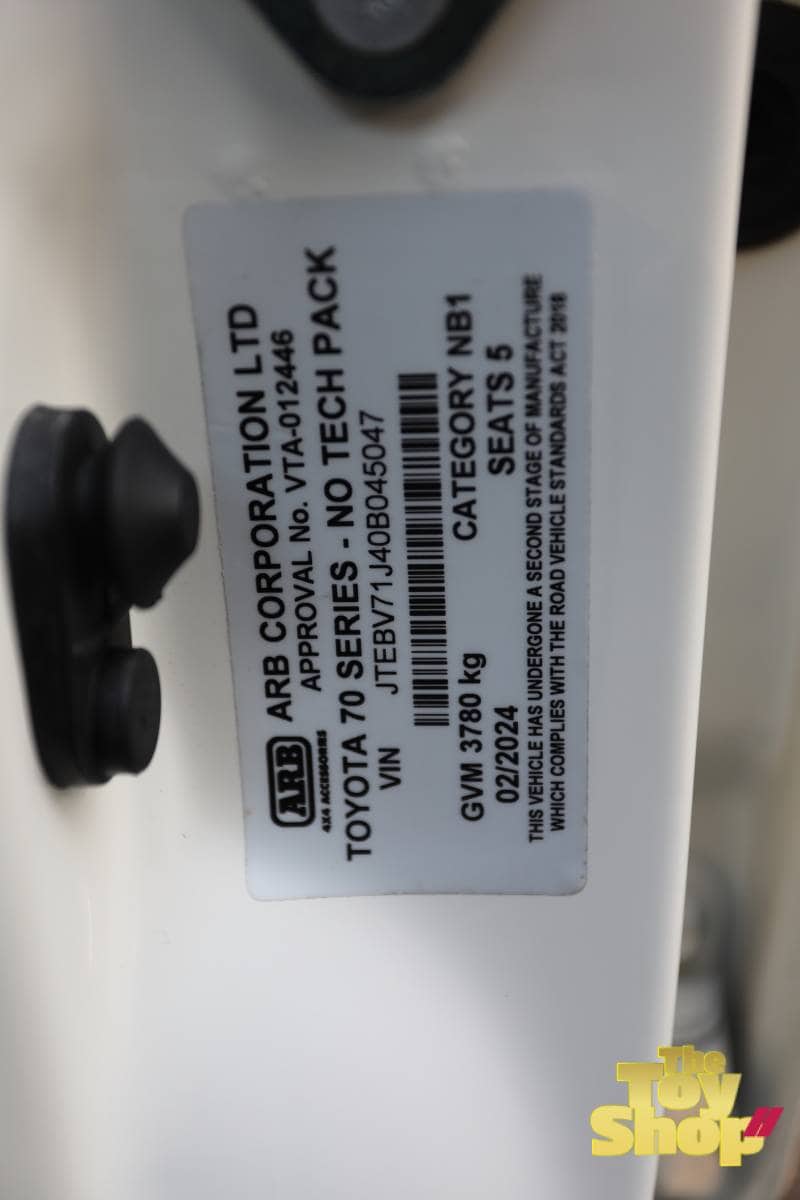 ARB
4X4 ACCESSORIES
ARB CORPORATION LTD
APPROVAL No. VTA-012446
TOYOTA 70 SERIES - NO TECH PACK
VIN JTEBV71J40B045047
GVM 3780 kg CATEGORY NB1
02/2024 SEATS 5
THIS VEHICLE HAS UNDERGONE A SECOND STAGE OF MANUFACTURE
WHICH COMPLIES WITH THE ROAD VEHICLE STANDARDS ACT 2018
The
Toy
Shop